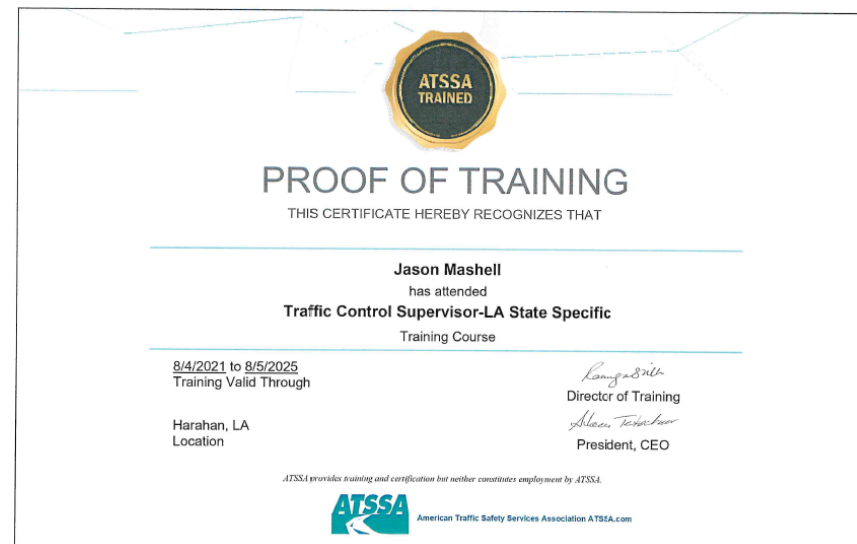 ATSSA
TRAINED
PROOF OF TRAINING
THIS CERTIFICATE HEREBY RECOGNIZES THAT
Jason Mashell
has attended
Traffic Control Supervisor-LA State Specific
Training Course
8/4/2021 to 8/5/2025
Training Valid Through
Director of Training
Harahan, LA
Location
President, CEO
ATSSA provides training and certification but neither constitutes employment by ATSSA.
ATSSA
American Traffic Safety Services Association ATSSA.com